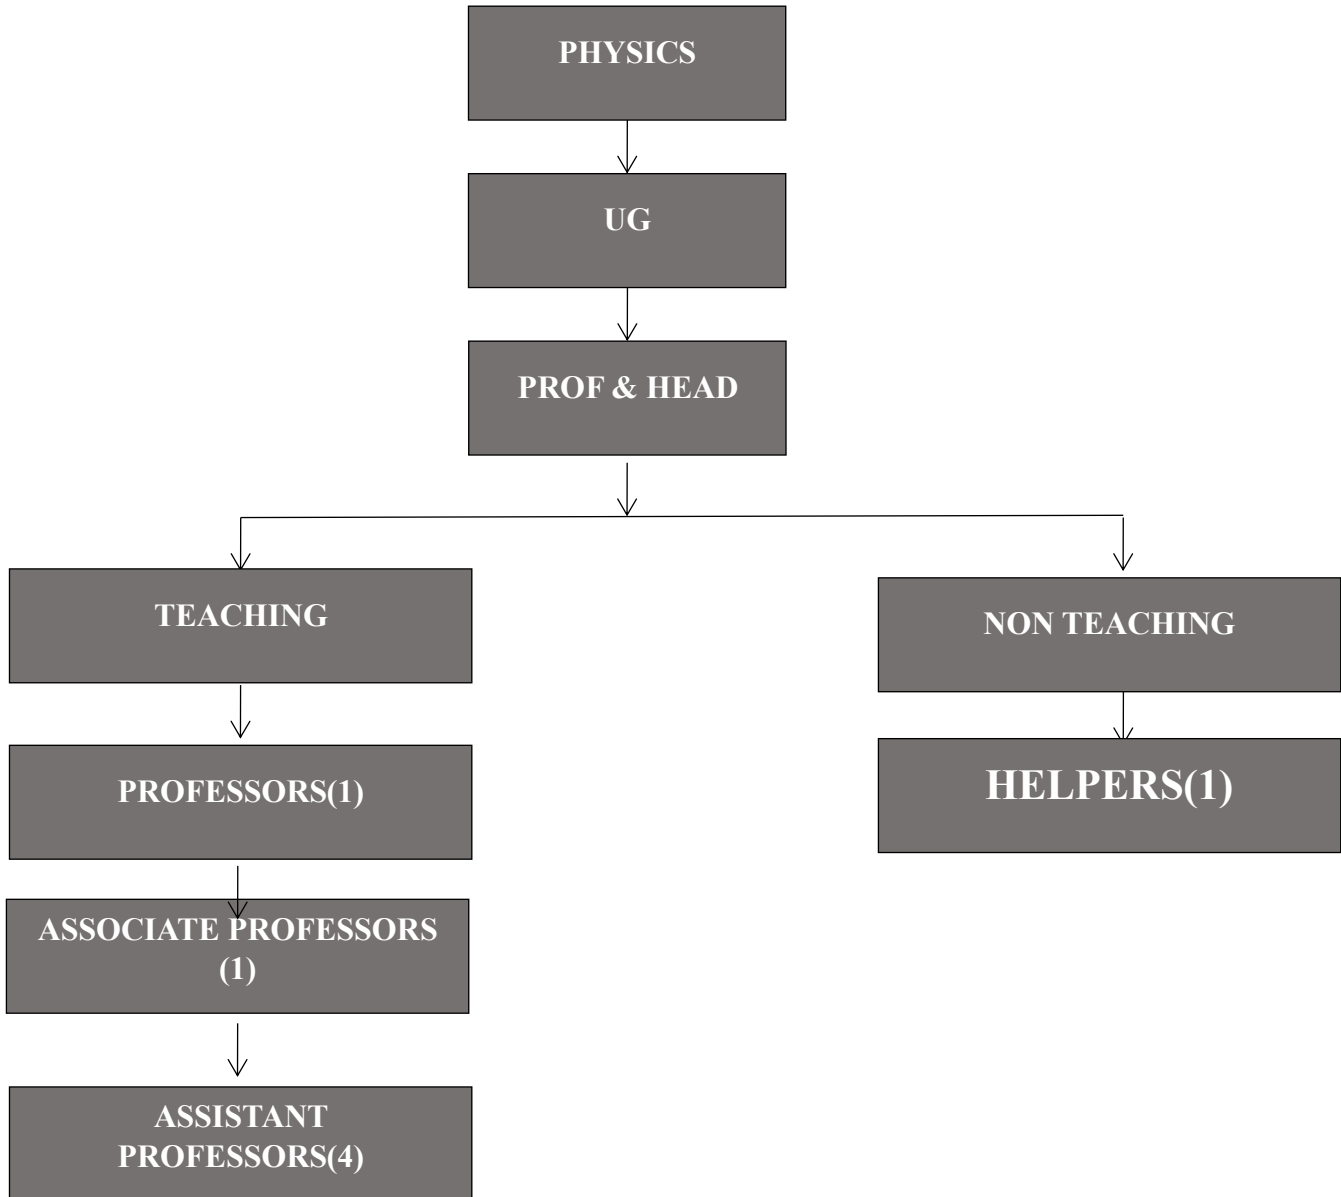 PHYSICS
UG
PROF & HEAD
TEACHING
NON TEACHING
PROFESSORS(1)
HELPERS(1)
ASSOCIATE PROFESSORS
(1)
ASSISTANT
PROFESSORS(4)